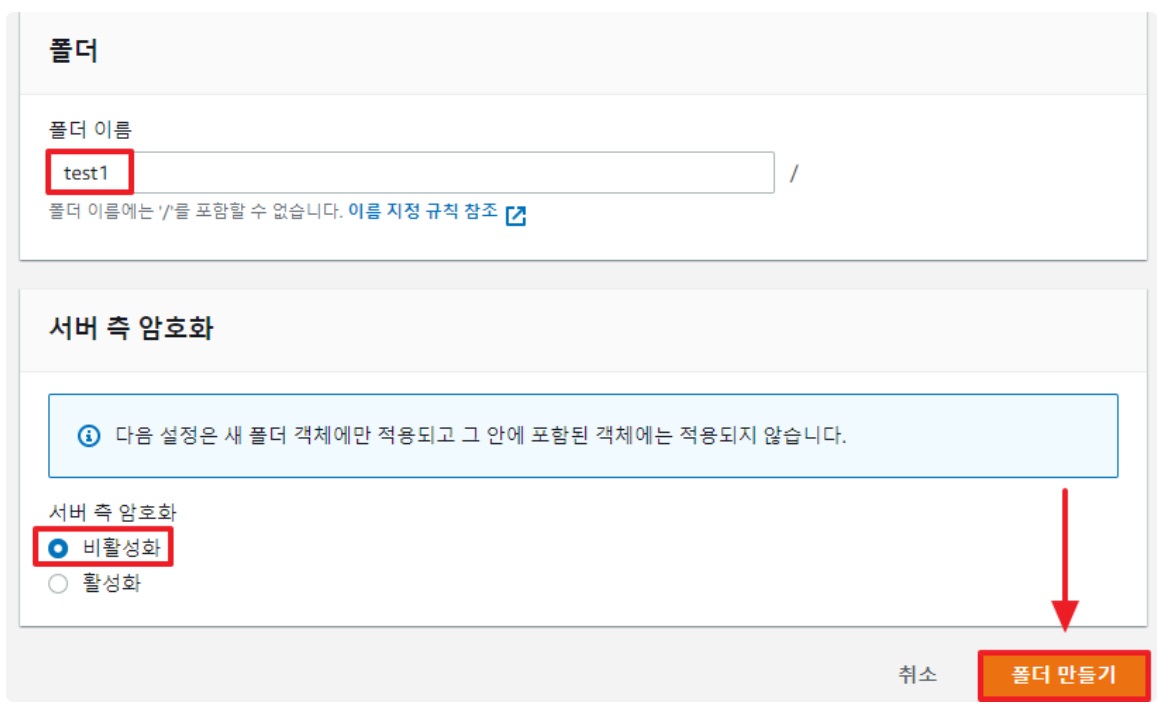 폴더
폴더 이름
test1 /
폴더 이름에는 '/'를 포함할 수 없습니다. 이름 지정 규칙 참조
서버 측 암호화
다음 설정은 새 폴더 객체에만 적용되고 그 안에 포함된 객체에는 적용되지 않습니다.
서버 측 암호화
비활성화
활성화
취소 폴더 만들기